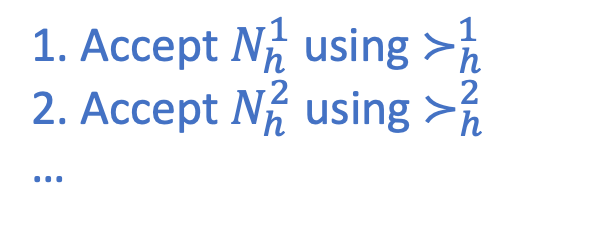 1. Accept N_h^1 using ≻_h^1
2. Accept N_h^2 using ≻_h^2
...